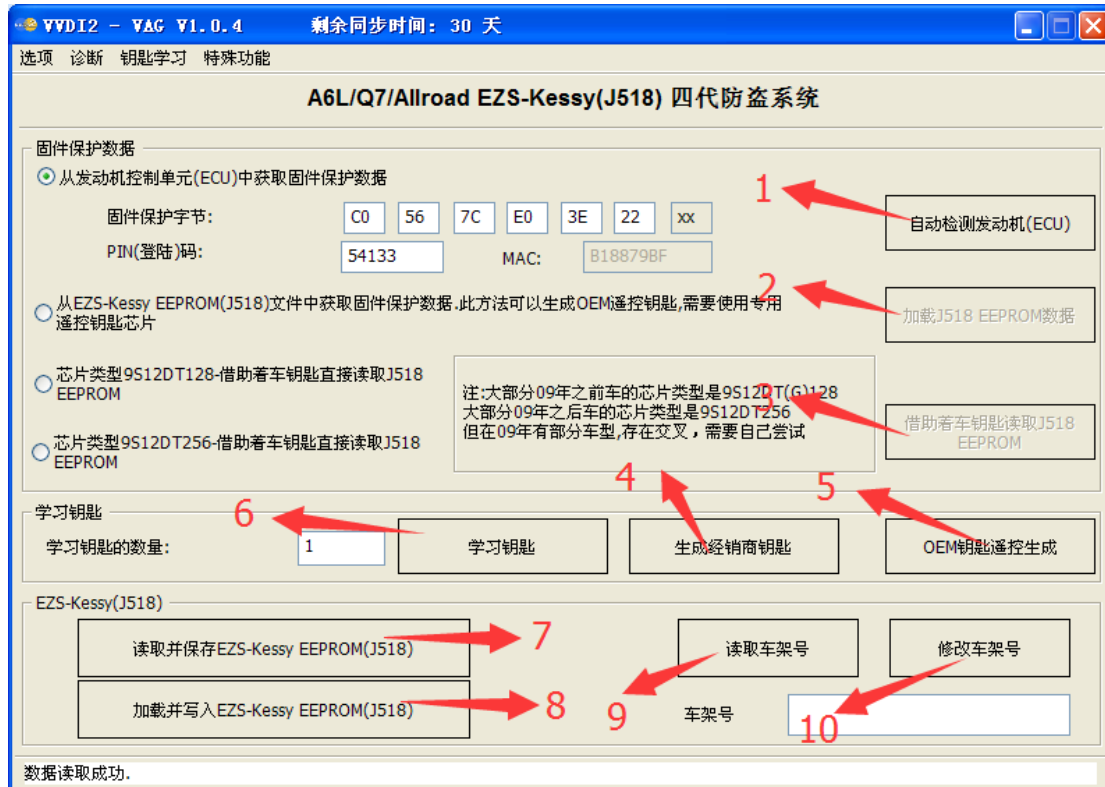 VVDI2 - VAG V1.0.4 剩余同步时间: 30 天
选项 诊断 钥匙学习 特殊功能
A6L/Q7/Allroad EZS-Kessy(J518) 四代防盗系统
固件保护数据
从发动机控制单元(ECU)中获取固件保护数据
1
固件保护字节: C0 56 7C E0 3E 22 xx
自动检测发动机(ECU)
PIN(登陆)码: 54133 MAC: B18879BF
2
从EZS-Kessy EEPROM(J518)文件中获取固件保护数据.此方法可以生成OEM遥控钥匙,需要使用专用
遥控钥匙芯片
加载J518 EEPROM数据
芯片类型9S12DT128-借助着车钥匙直接读取J518
EEPROM
注:大部分09年之前车的芯片类型是9S12DT(G)128
大部分09年之后车的芯片类型是9S12DT256
但在09年有部分车型,存在交叉，需要自己尝试
3
借助着车钥匙读取J518
EEPROM
芯片类型9S12DT256-借助着车钥匙直接读取J518
EEPROM
4
5
学习钥匙
6
学习钥匙的数量: 1 学习钥匙 生成经销商钥匙 OEM钥匙遥控生成
EZS-Kessy(J518)
读取并保存EZS-Kessy EEPROM(J518) 7 读取车架号 修改车架号
加载并写入EZS-Kessy EEPROM(J518) 8 9 车架号 10
数据读取成功.